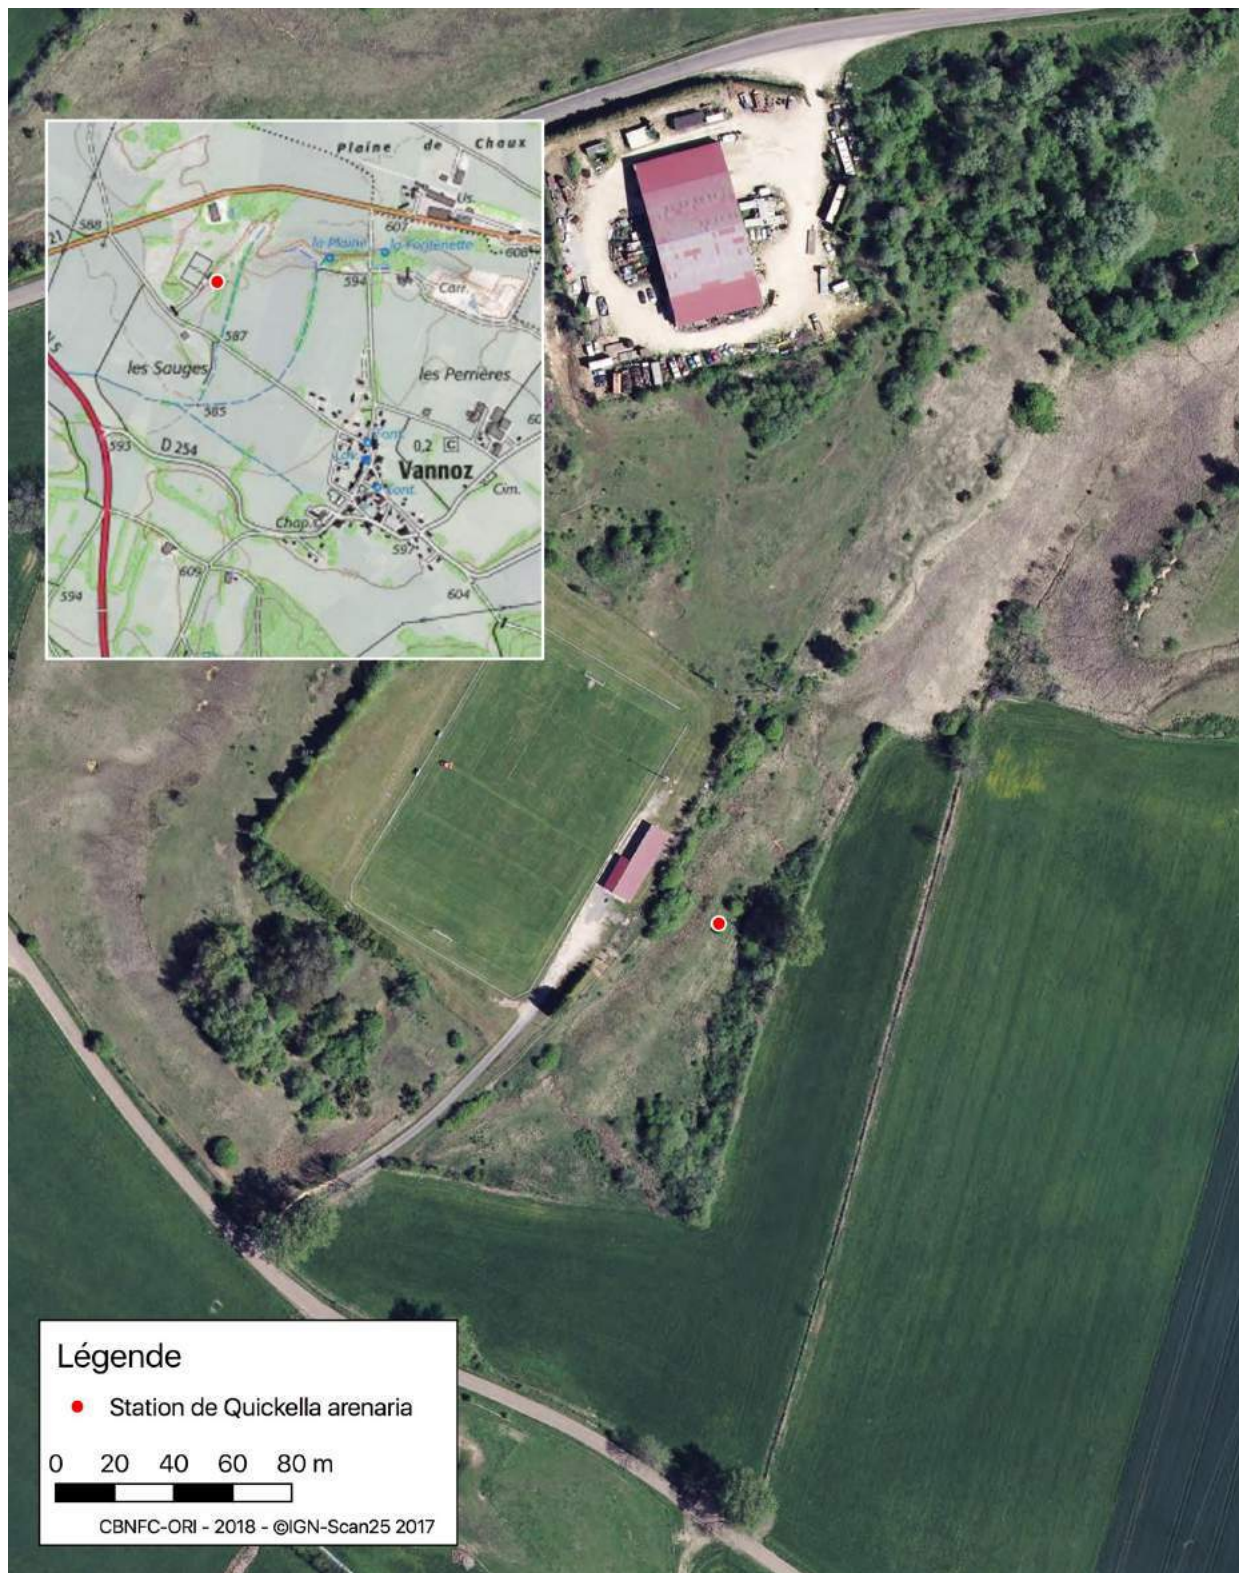 Plaine de Chaux
Us.
588
607
21
la Plaine
la Fontenette
608
594
Carr.
587
les Sauges
les Perrières
585
593
D 254
0,2 C
Font.
Vannoz
Cim.
Font.
Chap.
597
609
594
604
Légende
Station de Quickella arenaria
0 20 40 60 80 m
CBNFC-ORI - 2018 - ©IGN-Scan25 2017